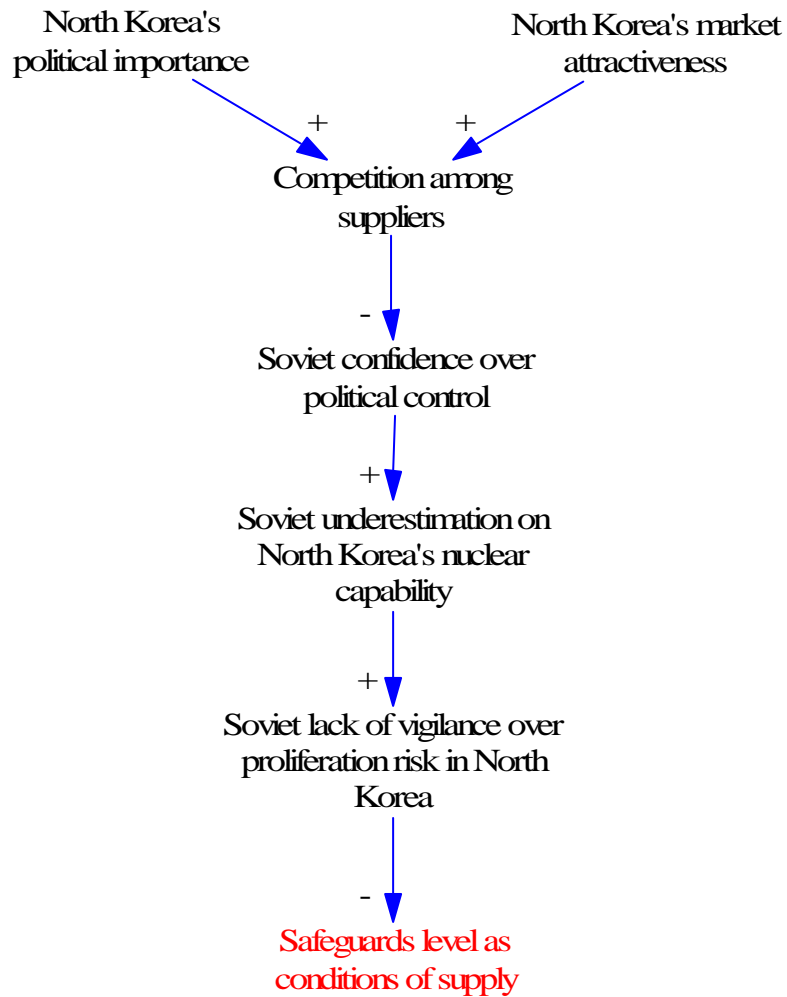 North Korea's
political importance
North Korea's market
attractiveness
+
+
Competition among
suppliers
-
Soviet confidence over
political control
+
Soviet underestimation on
North Korea's nuclear
capability
+
Soviet lack of vigilance over
proliferation risk in North
Korea
-
Safeguards level as
conditions of supply